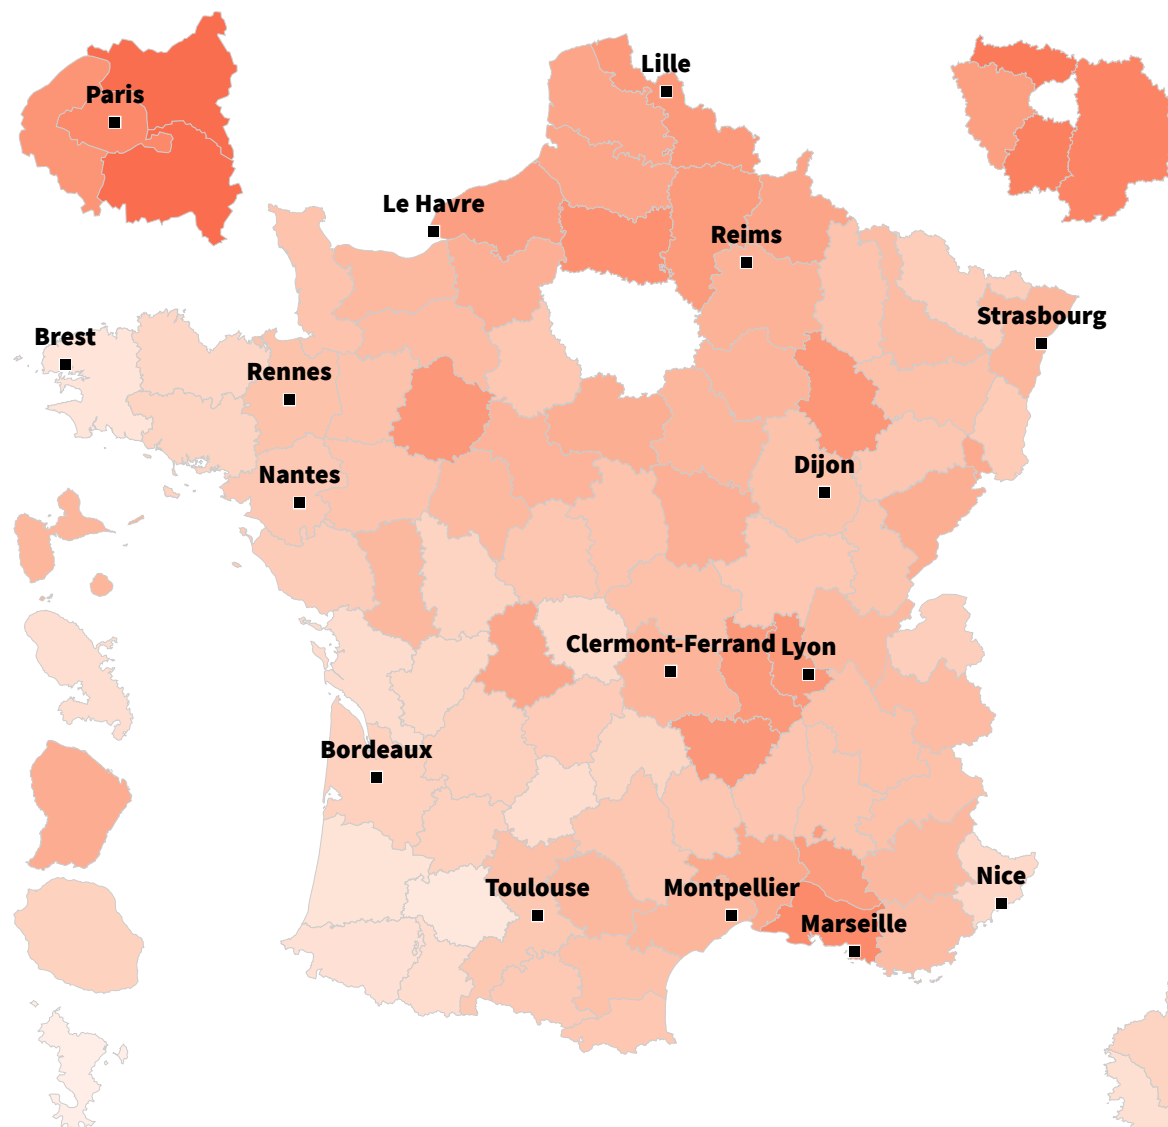 Lille
Paris
Le Havre
Reims
Strasbourg
Brest
Rennes
Dijon
Nantes
Clermont-Ferrand
Lyon
Bordeaux
Nice
Toulouse
Montpellier
Marseille